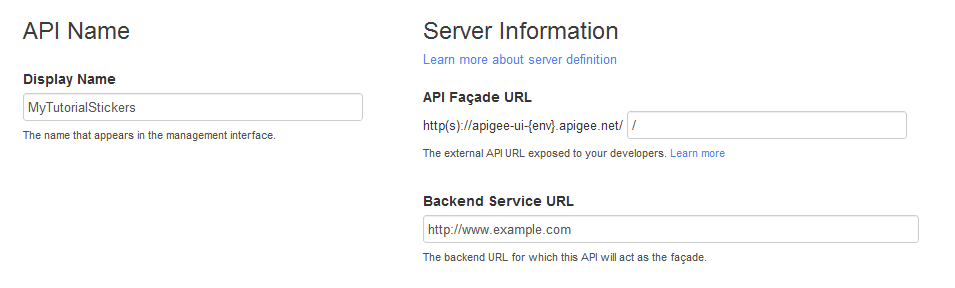 API Name
Display Name
MyTutorialStickers
The name that appears in the management interface.
Server Information
Learn more about server definition
API Façade URL
http(s)://apigee-ui-{env}.apigee.net/ /
The external API URL exposed to your developers. Learn more
Backend Service URL
http://www.example.com
The backend URL for which this API will act as the façade.